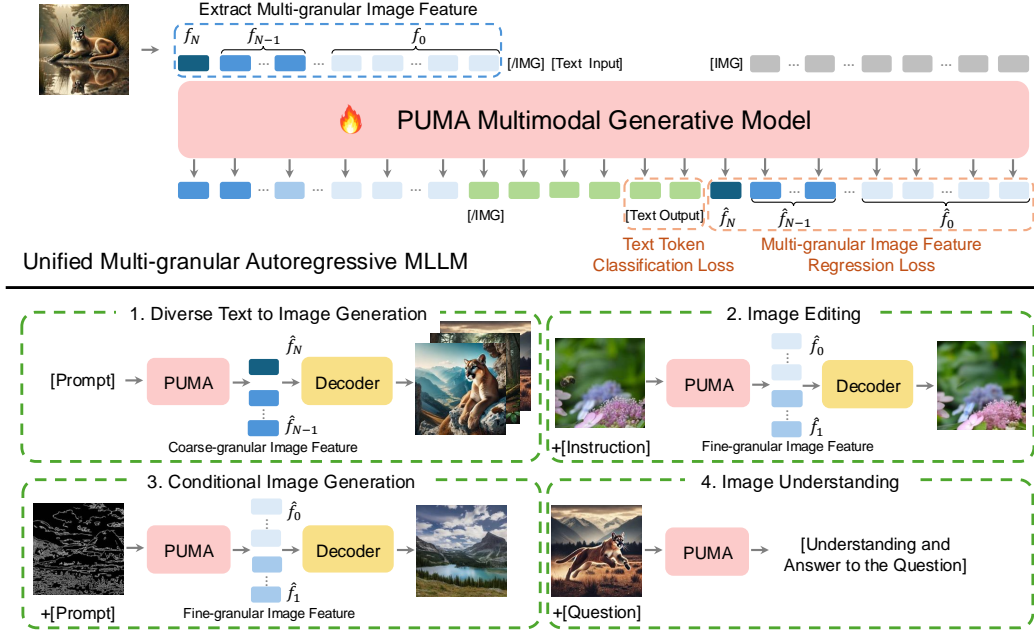 Extract Multi-granular Image Feature
f_N
f_{N−1}
f_0
... ... ... ...
[/IMG] [Text Input]
[IMG]
... ... ... ...
PUMA Multimodal Generative Model
... ... ... ... ... ...
[/IMG]
[Text Output]
f̂_N
f̂_{N−1}
f̂_0
Text Token
Classification Loss
Multi-granular Image Feature
Regression Loss
Unified Multi-granular Autoregressive MLLM
1. Diverse Text to Image Generation
[Prompt]
PUMA
f̂_N
f̂_{N−1}
Decoder
Coarse-granular Image Feature
2. Image Editing
+[Instruction]
PUMA
f̂_0
f̂_1
Decoder
Fine-granular Image Feature
3. Conditional Image Generation
+[Prompt]
PUMA
f̂_0
f̂_1
Decoder
Fine-granular Image Feature
4. Image Understanding
+[Question]
PUMA
[Understanding and
Answer to the Question]